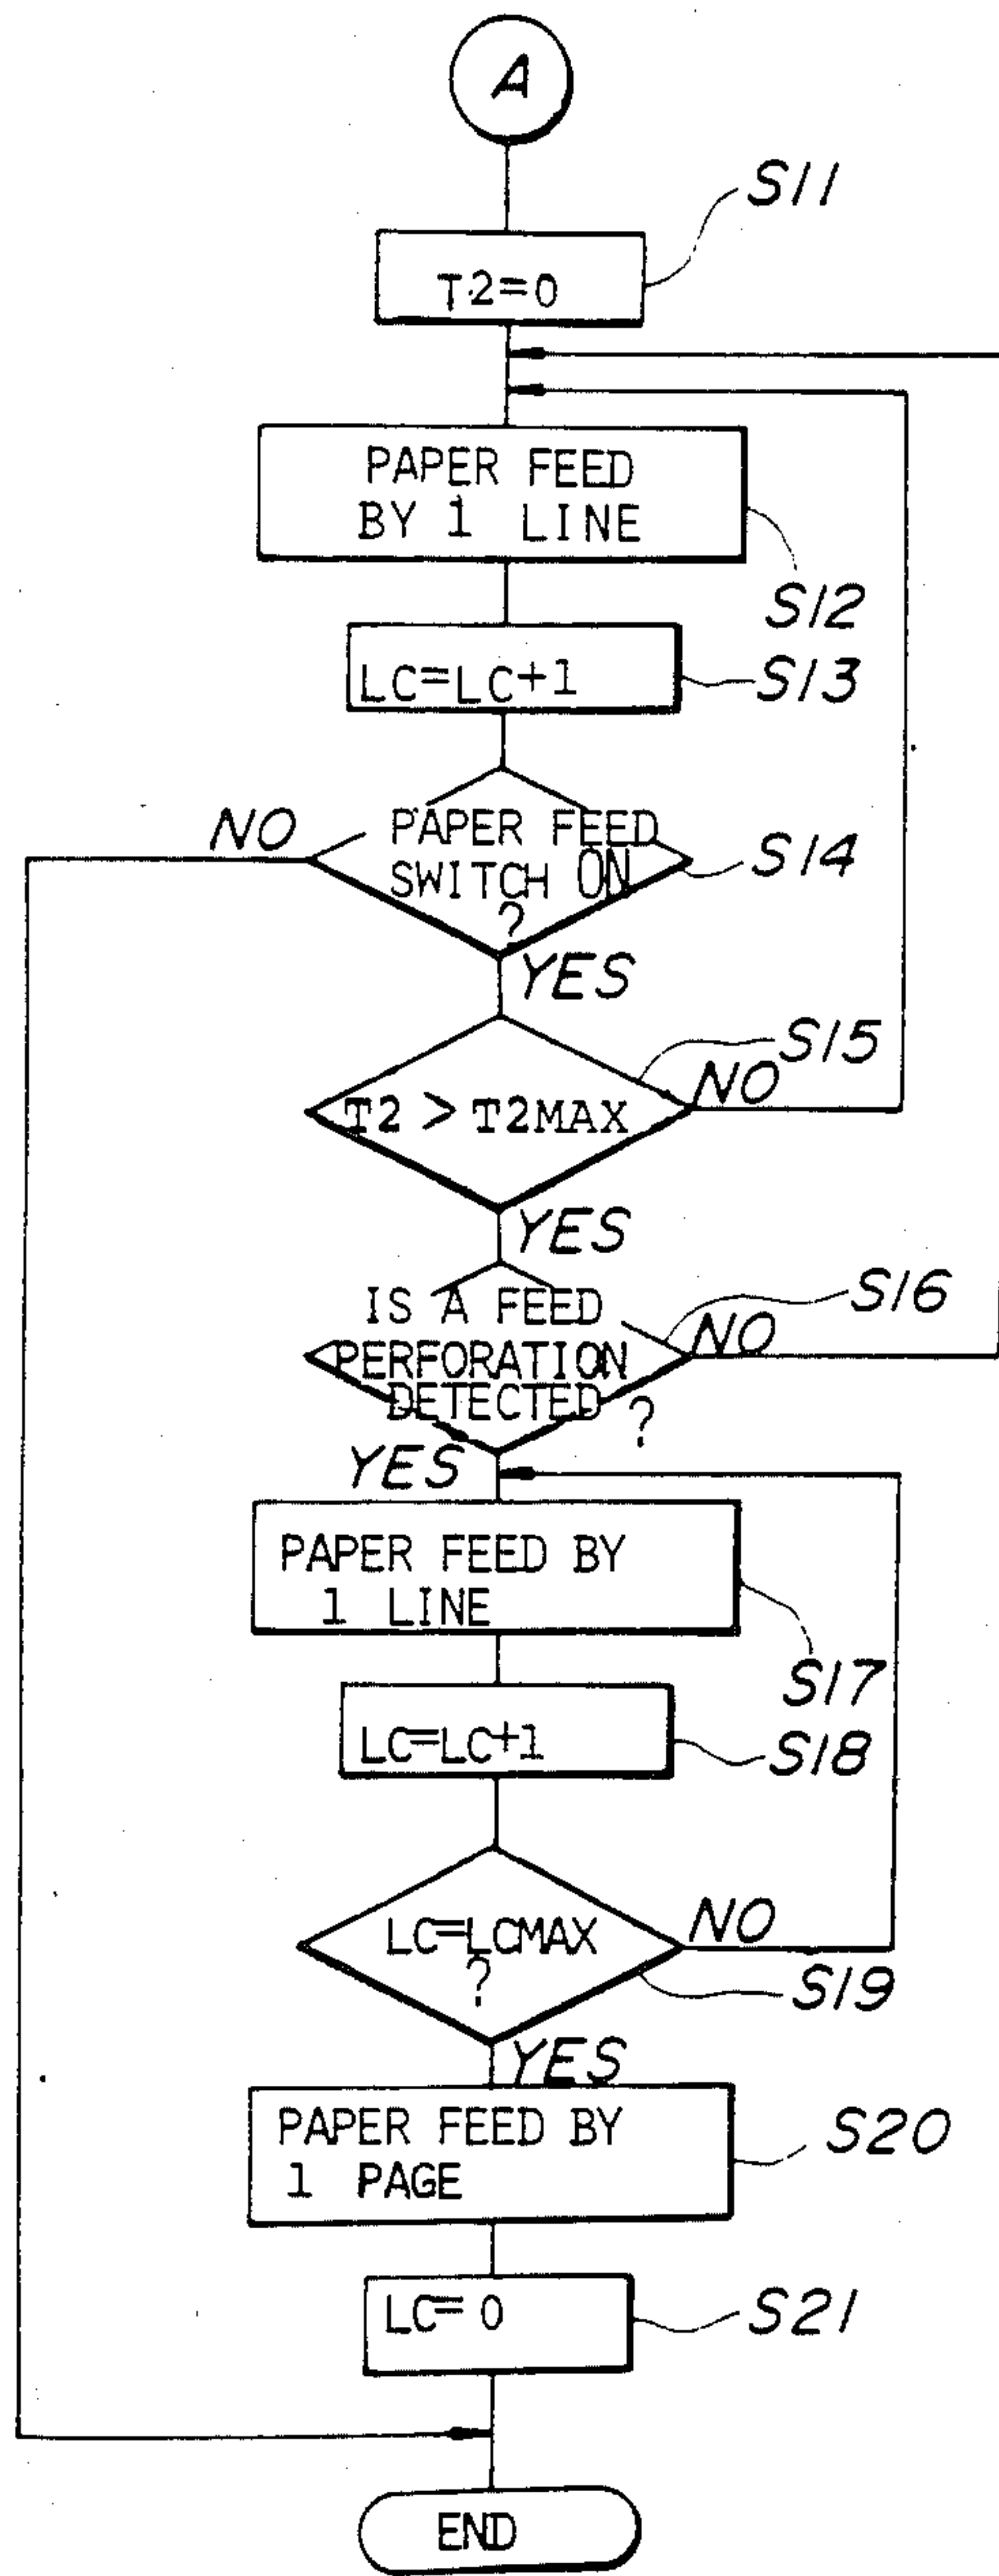 A
S11
T2=0
PAPER FEED
BY 1 LINE
S12
LC=LC+1
S13
NO
PAPER FEED
SWITCH ON
?
S14
YES
S15
T2 > T2MAX
NO
YES
IS A FEED
PERFORATION
DETECTED ?
S16
NO
YES
PAPER FEED BY
1 LINE
S17
LC=LC+1
S18
LC=LCMAX
?
NO
S19
YES
PAPER FEED BY
1 PAGE
S20
LC=0
S21
END